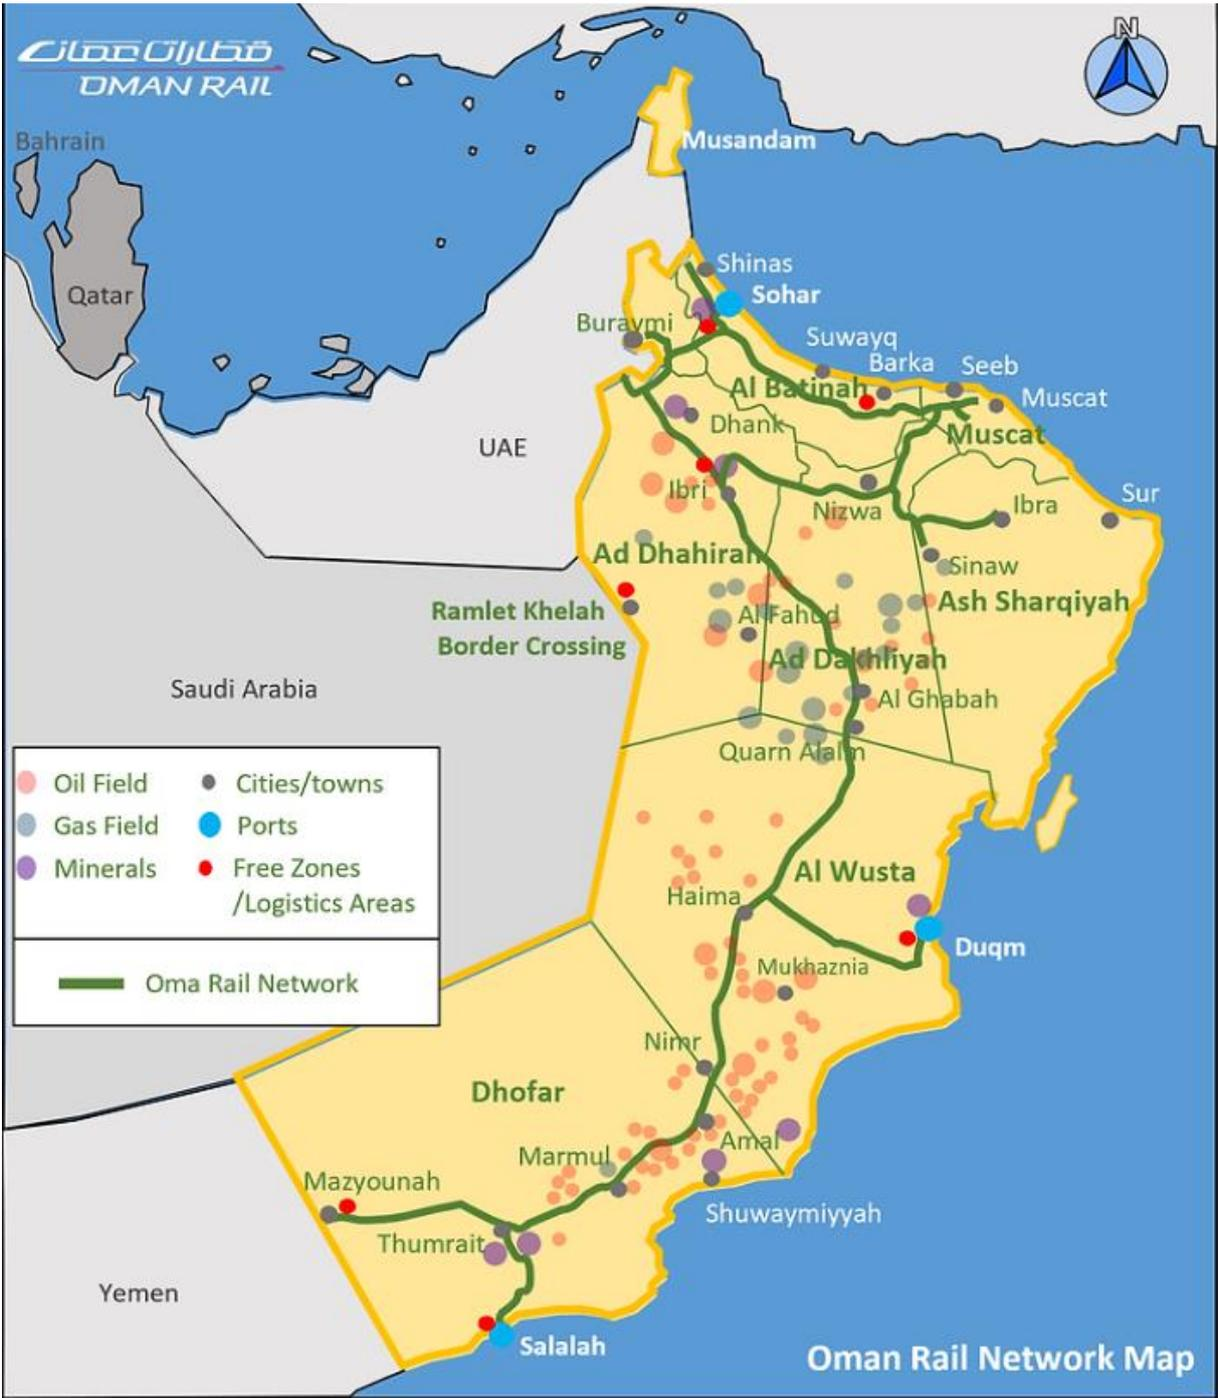 قطارات عمان
OMAN RAIL
N
Bahrain
Musandam
Qatar
Shinas
Sohar
Buraymi
Suwayq
Barka
Seeb
Al Batinah
Muscat
Dhank
Muscat
UAE
Ibri
Sur
Nizwa
Ibra
Ad Dhahirah
Sinaw
Ramlet Khelah
Border Crossing
Ash Sharqiyah
Al Fahud
Ad Dakhliyah
Saudi Arabia
Al Ghabah
Quarn Alalm
Oil Field
Cities/towns
Gas Field
Ports
Minerals
Free Zones
/Logistics Areas
Oma Rail Network
Al Wusta
Haima
Duqm
Mukhaznia
Nimr
Dhofar
Amal
Marmul
Mazyounah
Shuwaymiyyah
Thumrait
Yemen
Salalah
Oman Rail Network Map